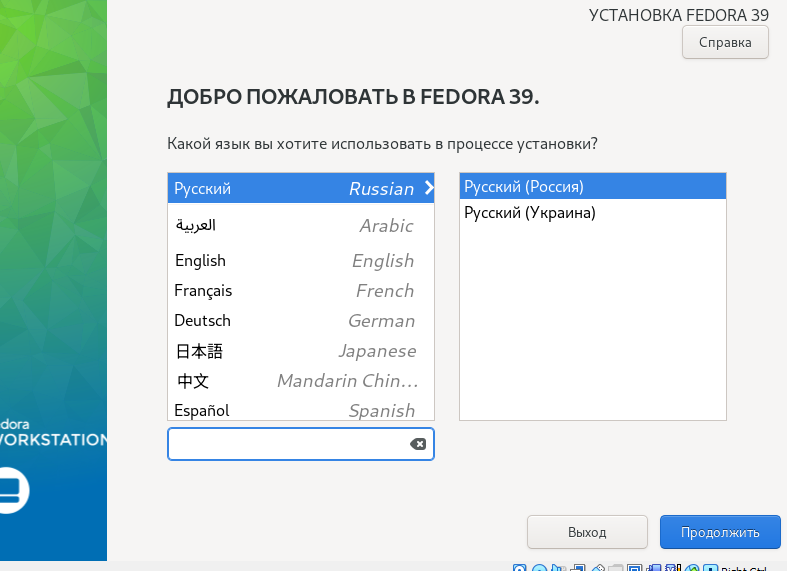 УСТАНОВКА FEDORA 39
Справка
ДОБРО ПОЖАЛОВАТЬ В FEDORA 39.
Какой язык вы хотите использовать в процессе установки?
Русский Russian
العربية Arabic
English English
Français French
Deutsch German
日本語 Japanese
中文 Mandarin Chin...
Español Spanish
Русский (Россия)
Русский (Украина)
dora
WORKSTATION
Выход
Продолжить
Right Ctrl